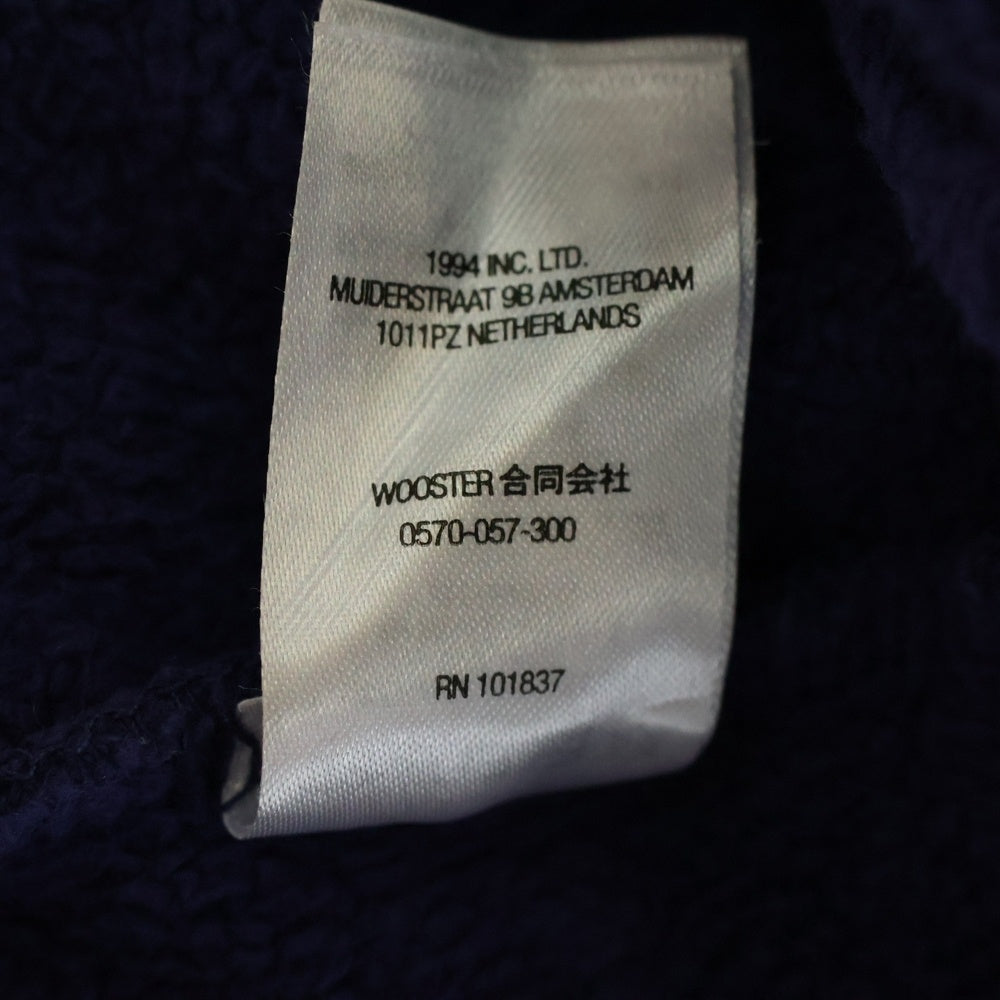 1994 INC. LTD.
MUIDERSTRAAT 9B AMSTERDAM
1011PZ NETHERLANDS
WOOSTER 合同会社
0570-057-300
RN 101837